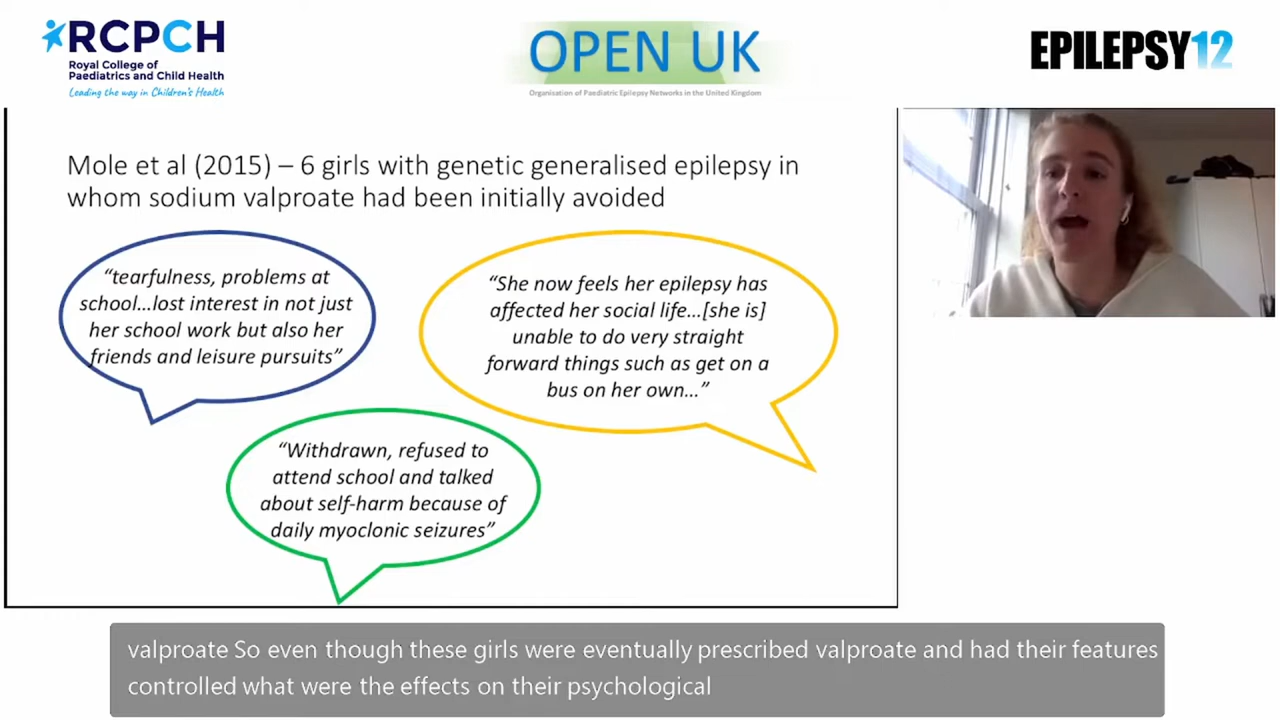 RCPCH
Royal College of
Paediatrics and Child Health
Leading the way in Children's Health
OPEN UK
Organisation of Paediatric Epilepsy Networks in the United Kingdom
EPILEPSY12
Mole et al (2015) – 6 girls with genetic generalised epilepsy in
whom sodium valproate had been initially avoided
“tearfulness, problems at
school…lost interest in not just
her school work but also her
friends and leisure pursuits”
“She now feels her epilepsy has
affected her social life…[she is]
unable to do very straight
forward things such as get on a
bus on her own…”
“Withdrawn, refused to
attend school and talked
about self-harm because of
daily myoclonic seizures”
valproate So even though these girls were eventually prescribed valproate and had their features
controlled what were the effects on their psychological